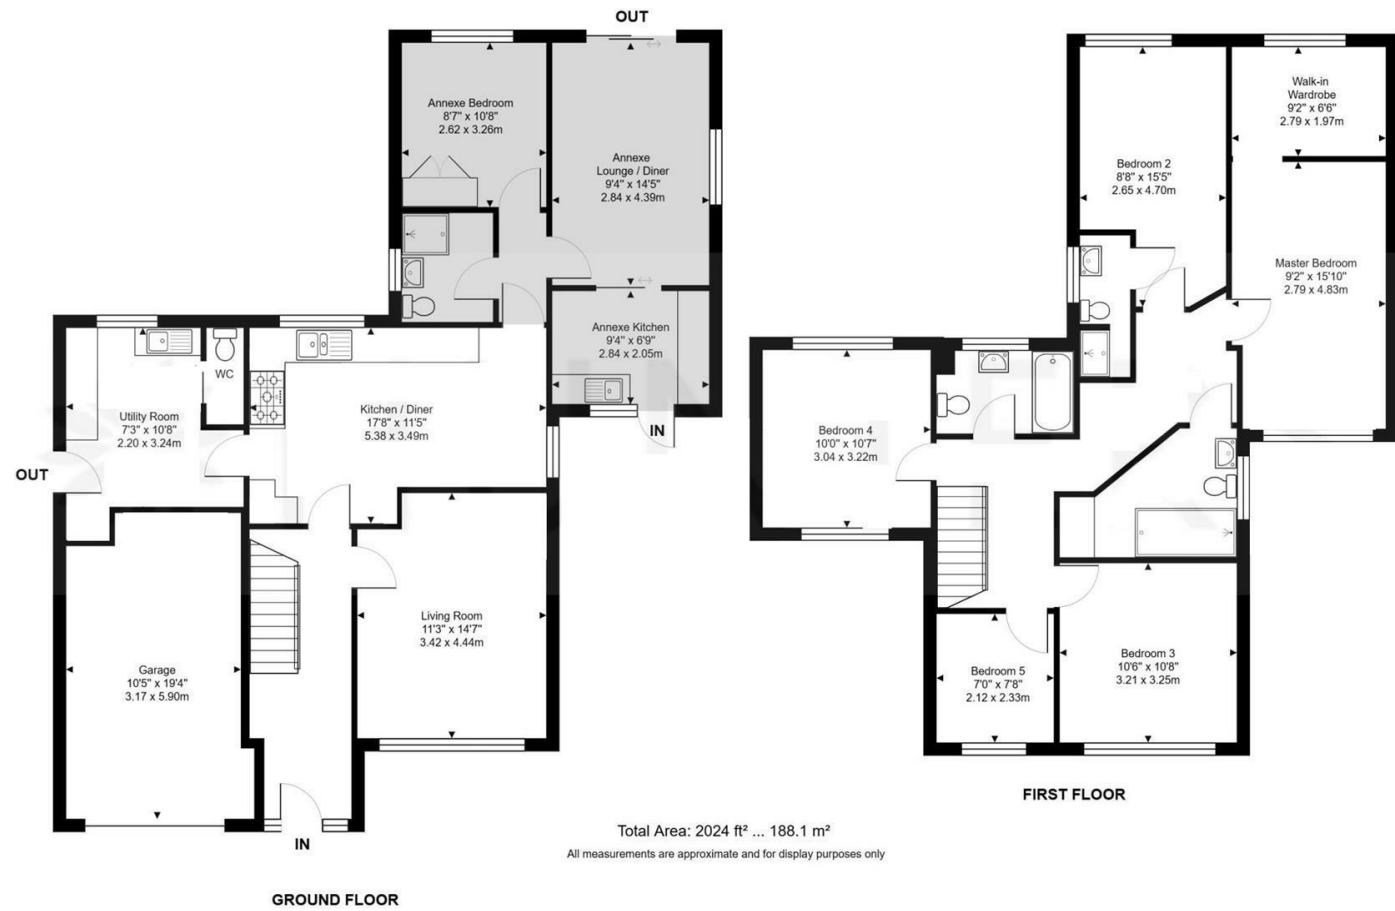 OUT
Annexe Bedroom
8'7" x 10'8"
2.62 x 3.26m
Annexe
Lounge / Diner
9'4" x 14'5"
2.84 x 4.39m
Annexe Kitchen
9'4" x 6'9"
2.84 x 2.05m
IN
WC
Utility Room
7'3" x 10'8"
2.20 x 3.24m
Kitchen / Diner
17'8" x 11'5"
5.38 x 3.49m
OUT
Living Room
11'3" x 14'7"
3.42 x 4.44m
Garage
10'5" x 19'4"
3.17 x 5.90m
IN
GROUND FLOOR
Walk-in
Wardrobe
9'2" x 6'6"
2.79 x 1.97m
Bedroom 2
8'8" x 15'5"
2.65 x 4.70m
Master Bedroom
9'2" x 15'10"
2.79 x 4.83m
Bedroom 4
10'0" x 10'7"
3.04 x 3.22m
Bedroom 5
7'0" x 7'8"
2.12 x 2.33m
Bedroom 3
10'6" x 10'8"
3.21 x 3.25m
FIRST FLOOR
Total Area: 2024 ft² ... 188.1 m²
All measurements are approximate and for display purposes only